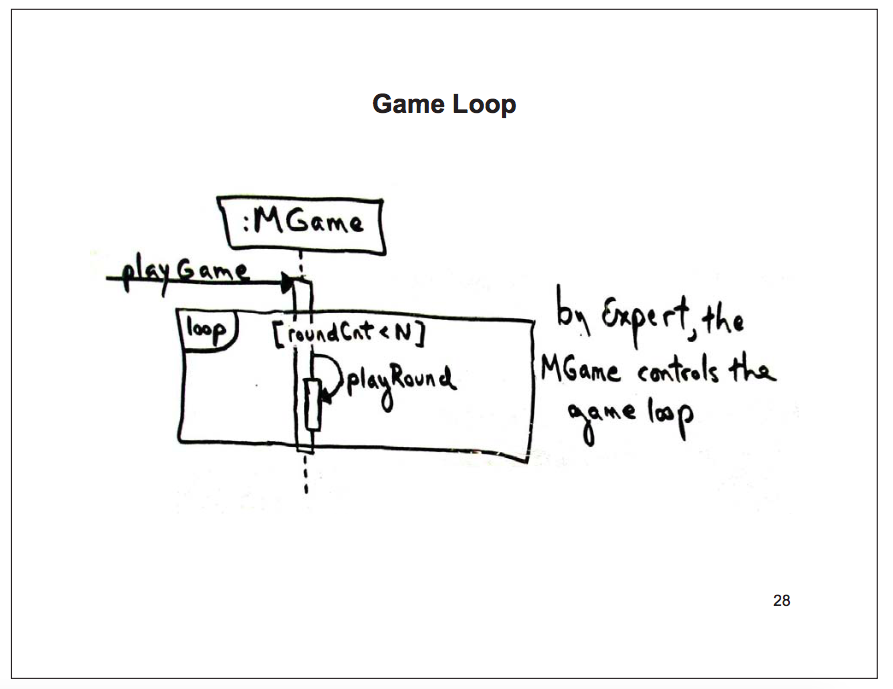 Game Loop
:MGame
playGame
loop
[roundCnt < N]
playRound
by Expert, the
MGame controls the
game loop
28